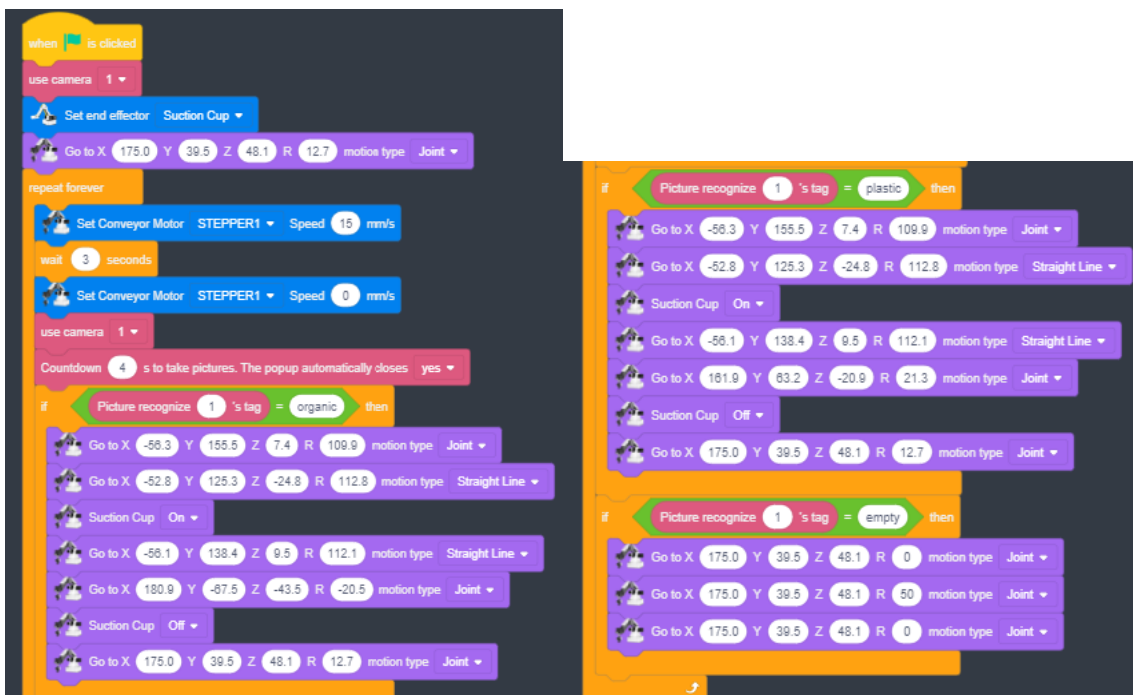 when is clicked
use camera 1
Set end effector Suction Cup
Go to X 175.0 Y 39.5 Z 48.1 R 12.7 motion type Joint
repeat forever
Set Conveyor Motor STEPPER1 Speed 15 mm/s
wait 3 seconds
Set Conveyor Motor STEPPER1 Speed 0 mm/s
use camera 1
Countdown 4 s to take pictures. The popup automatically closes yes
if Picture recognize 1 's tag = organic then
Go to X -56.3 Y 155.5 Z 7.4 R 109.9 motion type Joint
Go to X -52.8 Y 125.3 Z -24.8 R 112.8 motion type Straight Line
Suction Cup On
Go to X -56.1 Y 138.4 Z 9.5 R 112.1 motion type Straight Line
Go to X 180.9 Y -67.5 Z -43.5 R -20.5 motion type Joint
Suction Cup Off
Go to X 175.0 Y 39.5 Z 48.1 R 12.7 motion type Joint
if Picture recognize 1 's tag = plastic then
Go to X -56.3 Y 155.5 Z 7.4 R 109.9 motion type Joint
Go to X -52.8 Y 125.3 Z -24.8 R 112.8 motion type Straight Line
Suction Cup On
Go to X -56.1 Y 138.4 Z 9.5 R 112.1 motion type Straight Line
Go to X 161.9 Y 63.2 Z -20.9 R 21.3 motion type Joint
Suction Cup Off
Go to X 175.0 Y 39.5 Z 48.1 R 12.7 motion type Joint
if Picture recognize 1 's tag = empty then
Go to X 175.0 Y 39.5 Z 48.1 R 0 motion type Joint
Go to X 175.0 Y 39.5 Z 48.1 R 50 motion type Joint
Go to X 175.0 Y 39.5 Z 48.1 R 0 motion type Joint